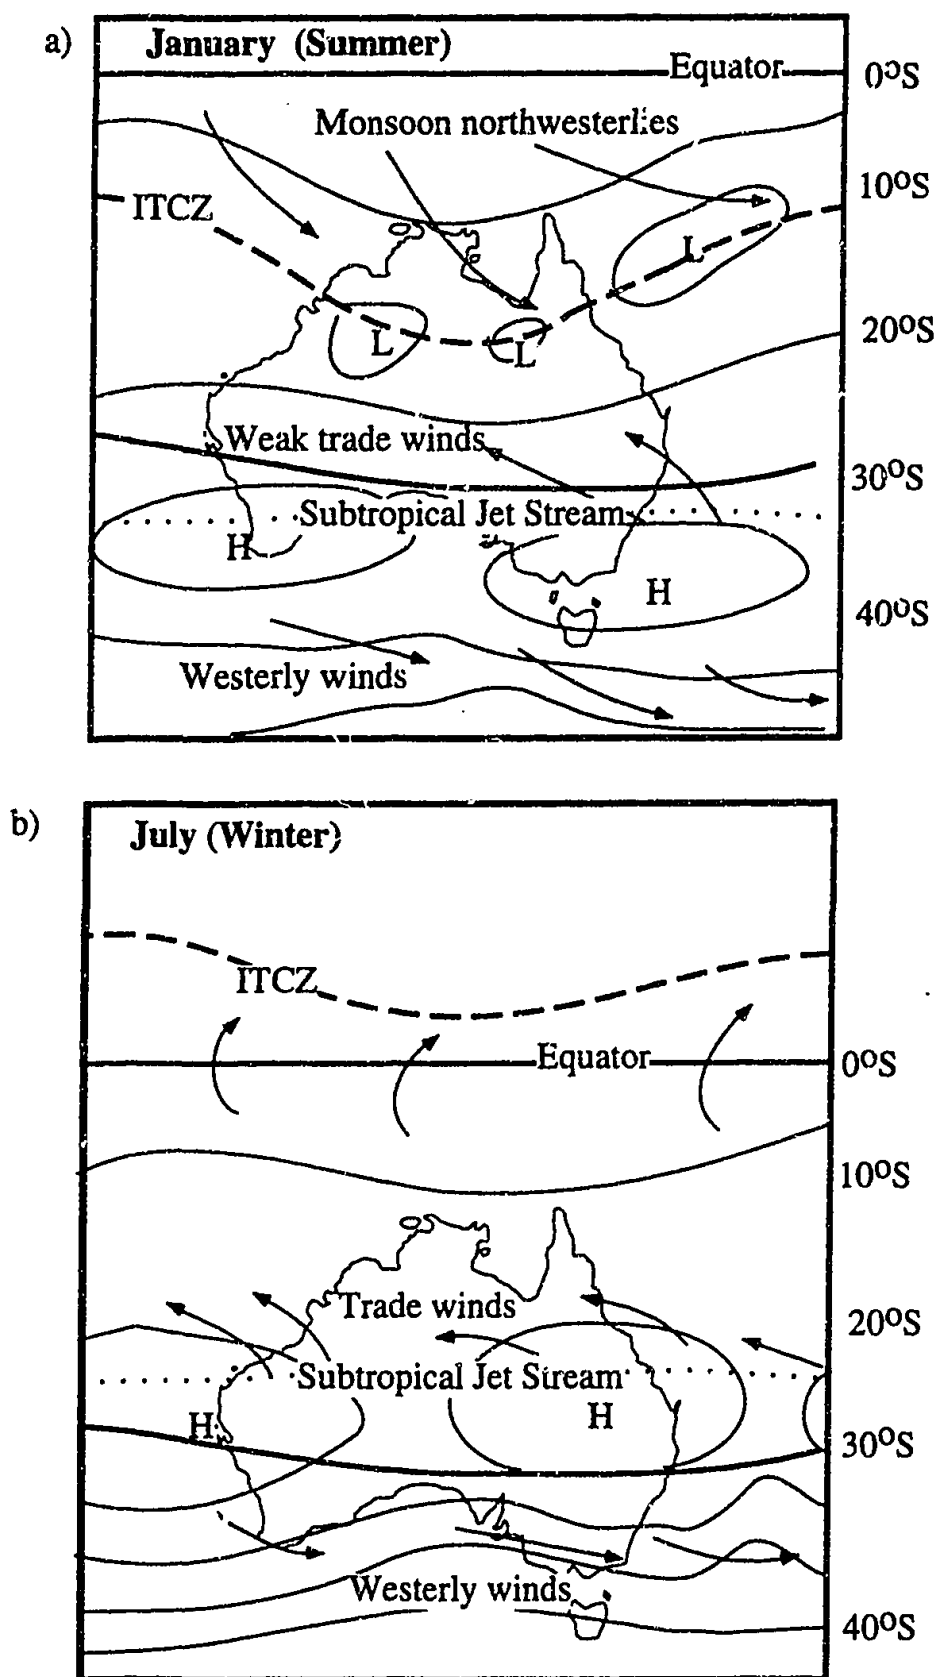 a)
January (Summer)
Equator
0°S
Monsoon northwesterlies
10°S
ITCZ
L
L
L
20°S
Weak trade winds
30°S
Subtropical Jet Stream
H
H
40°S
Westerly winds
b)
July (Winter)
ITCZ
Equator
0°S
10°S
Trade winds
20°S
Subtropical Jet Stream
H
H
30°S
Westerly winds
40°S